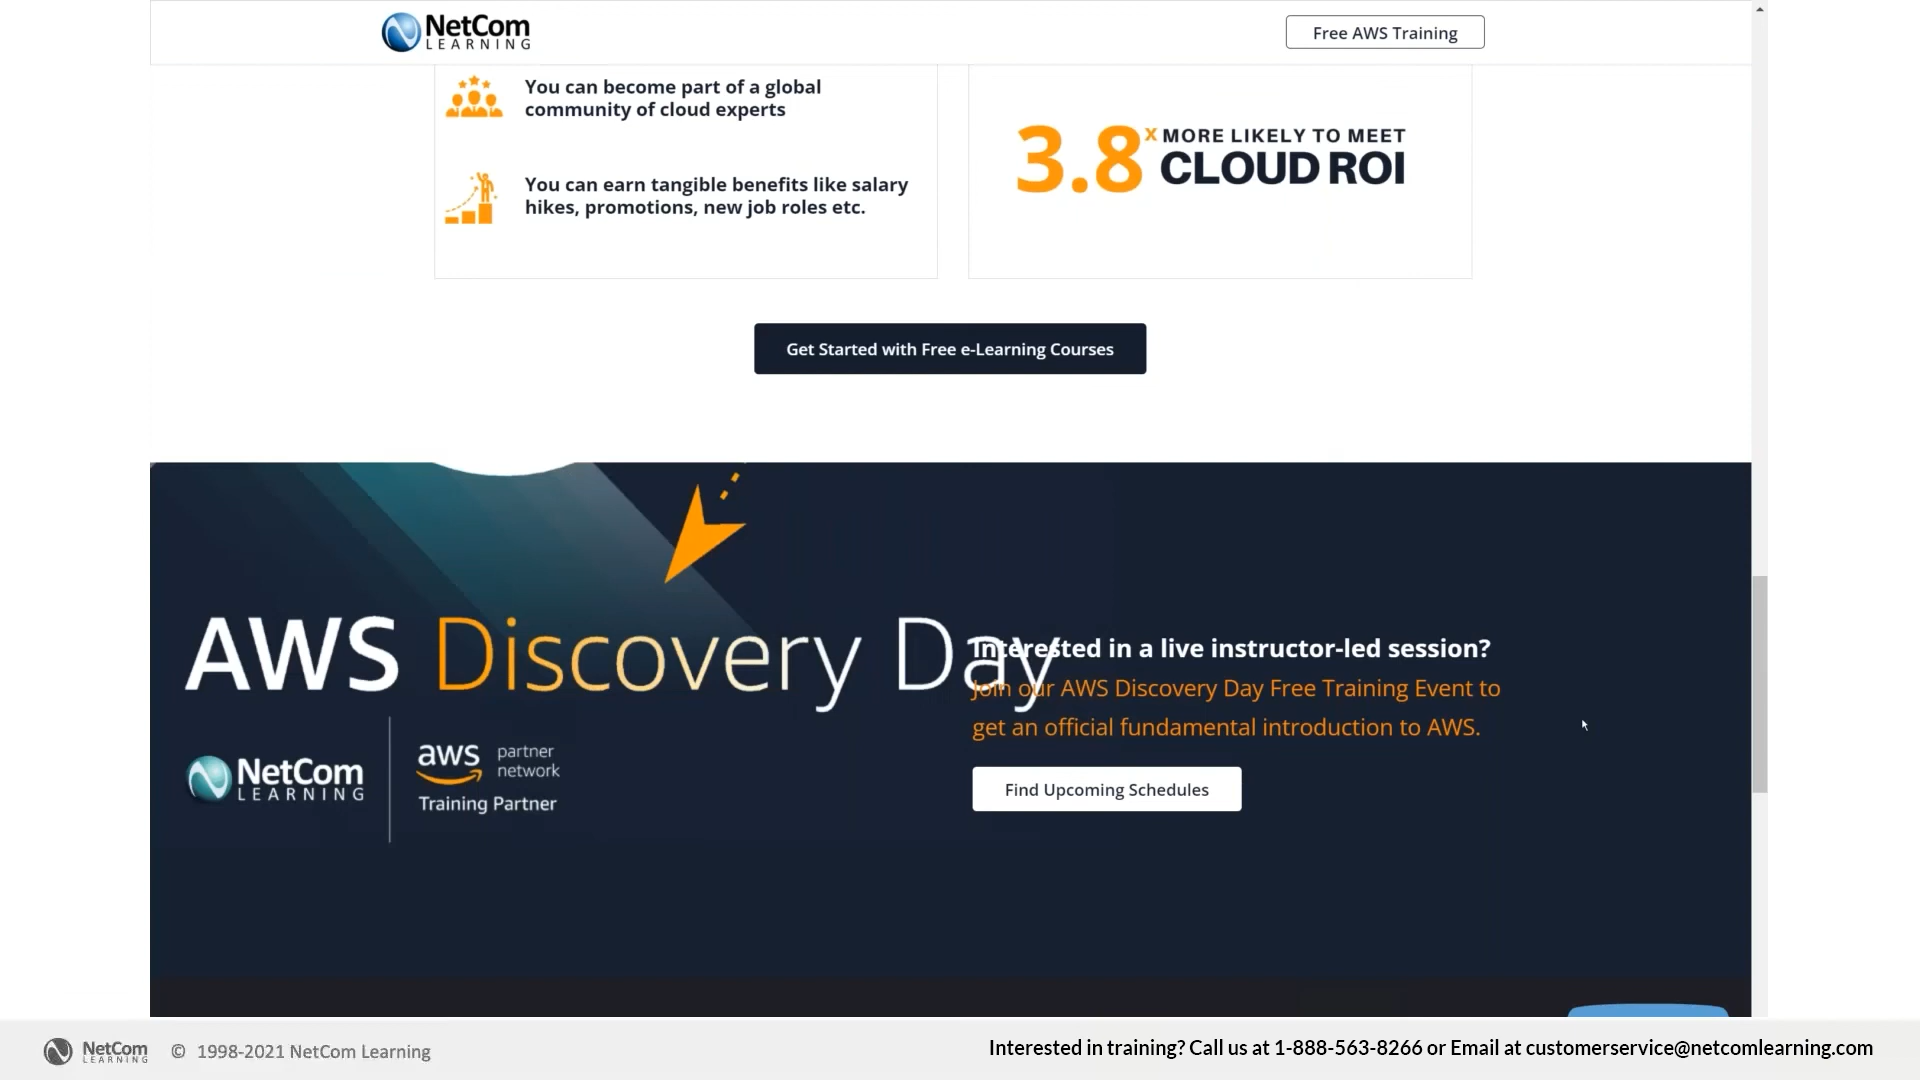 NetCom
LEARNING
Free AWS Training
You can become part of a global
community of cloud experts
You can earn tangible benefits like salary
hikes, promotions, new job roles etc.
3.8x MORE LIKELY TO MEET
CLOUD ROI
Get Started with Free e-Learning Courses
AWS Discovery Day
Interested in a live instructor-led session?
Join our AWS Discovery Day Free Training Event to
get an official fundamental introduction to AWS.
Find Upcoming Schedules
NetCom
LEARNING
aws partner
network
Training Partner
NetCom
LEARNING
© 1998-2021 NetCom Learning
Interested in training? Call us at 1-888-563-8266 or Email at customerservice@netcomlearning.com